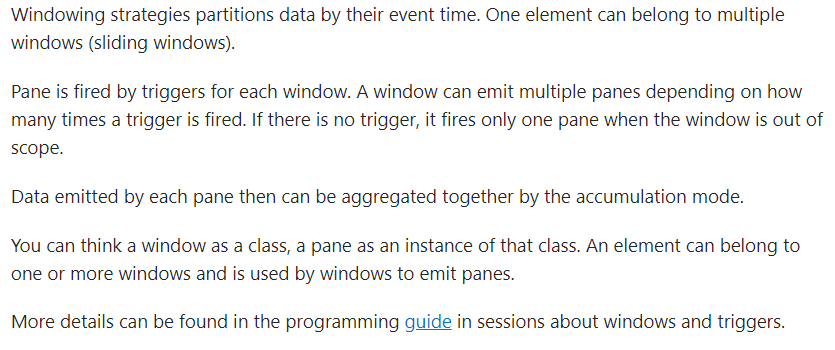 Windowing strategies partitions data by their event time. One element can belong to multiple
windows (sliding windows).
Pane is fired by triggers for each window. A window can emit multiple panes depending on how
many times a trigger is fired. If there is no trigger, it fires only one pane when the window is out of
scope.
Data emitted by each pane then can be aggregated together by the accumulation mode.
You can think a window as a class, a pane as an instance of that class. An element can belong to
one or more windows and is used by windows to emit panes.
More details can be found in the programming guide in sessions about windows and triggers.